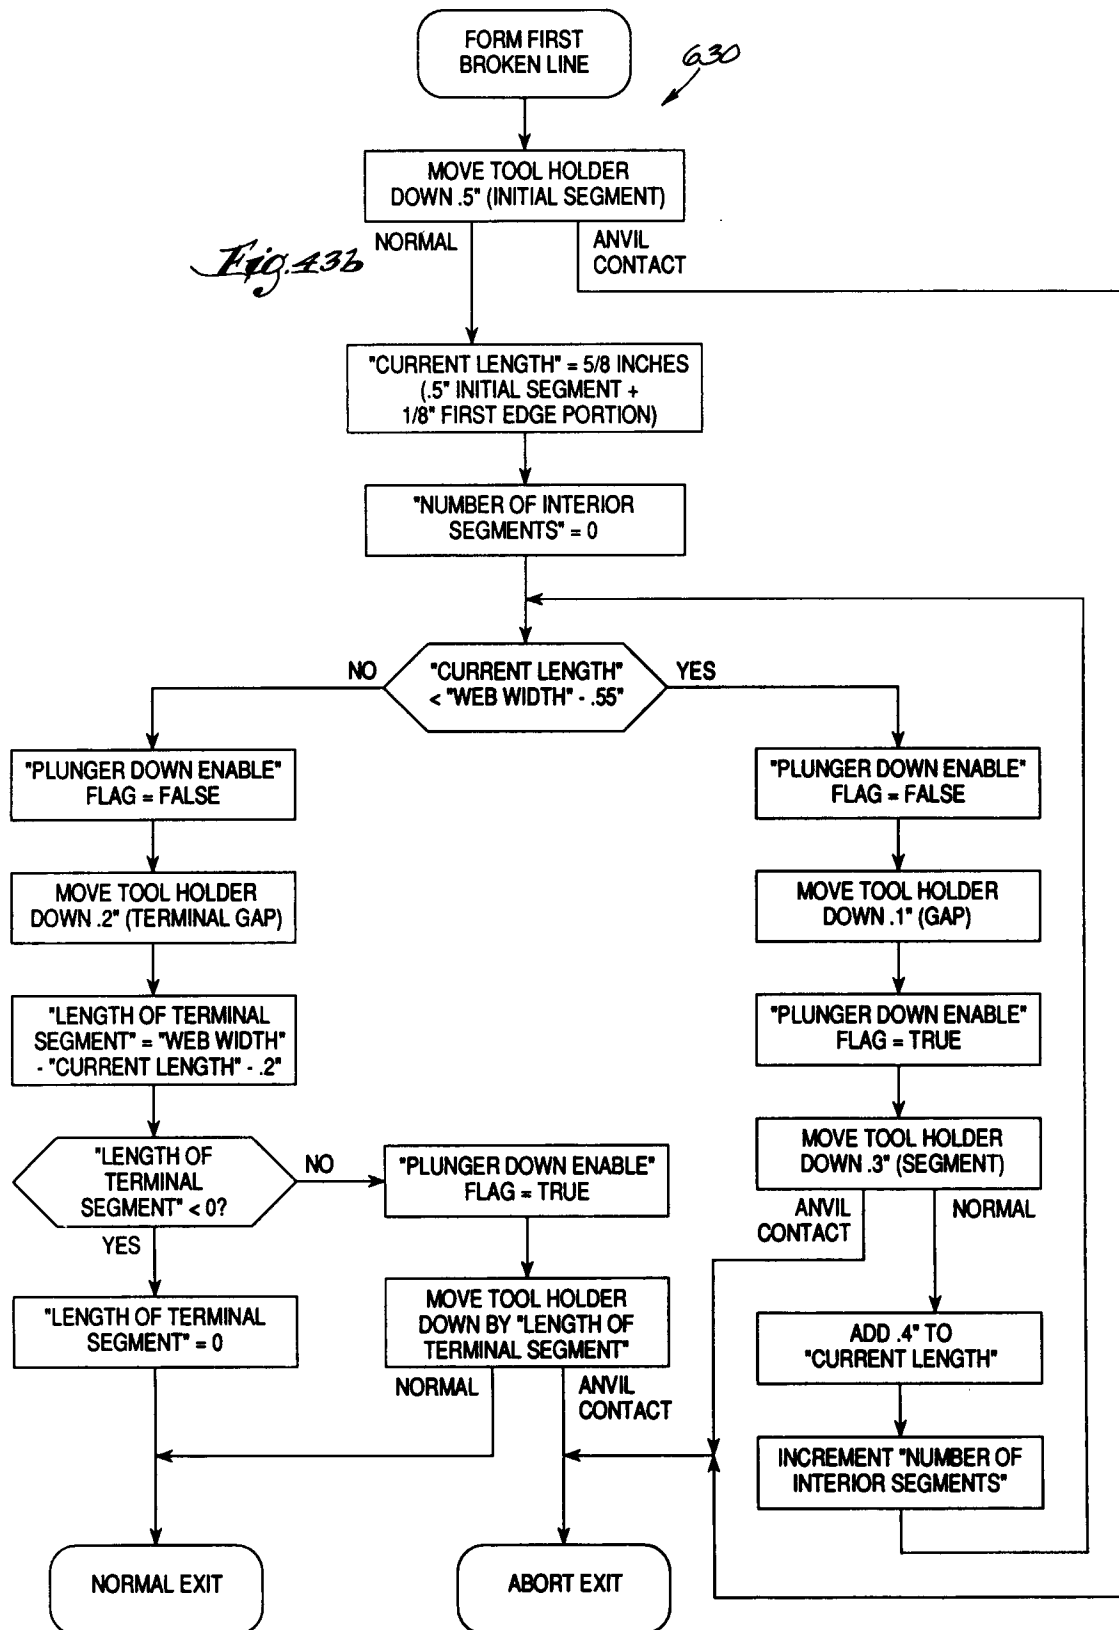 FORM FIRST
BROKEN LINE
630
MOVE TOOL HOLDER
DOWN .5" (INITIAL SEGMENT)
NORMAL
ANVIL
CONTACT
Fig. 43b
"CURRENT LENGTH" = 5/8 INCHES
(.5" INITIAL SEGMENT +
1/8" FIRST EDGE PORTION)
"NUMBER OF INTERIOR
SEGMENTS" = 0
NO
"CURRENT LENGTH"
< "WEB WIDTH" - .55"
YES
"PLUNGER DOWN ENABLE"
FLAG = FALSE
MOVE TOOL HOLDER
DOWN .2" (TERMINAL GAP)
"LENGTH OF TERMINAL
SEGMENT" = "WEB WIDTH"
- "CURRENT LENGTH" - .2"
"LENGTH OF
TERMINAL
SEGMENT" < 0?
NO
YES
"LENGTH OF TERMINAL
SEGMENT" = 0
"PLUNGER DOWN ENABLE"
FLAG = TRUE
MOVE TOOL HOLDER
DOWN BY "LENGTH OF
TERMINAL SEGMENT"
NORMAL
ANVIL
CONTACT
"PLUNGER DOWN ENABLE"
FLAG = FALSE
MOVE TOOL HOLDER
DOWN .1" (GAP)
"PLUNGER DOWN ENABLE"
FLAG = TRUE
MOVE TOOL HOLDER
DOWN .3" (SEGMENT)
ANVIL
CONTACT
NORMAL
ADD .4" TO
"CURRENT LENGTH"
INCREMENT "NUMBER OF
INTERIOR SEGMENTS"
NORMAL EXIT
ABORT EXIT